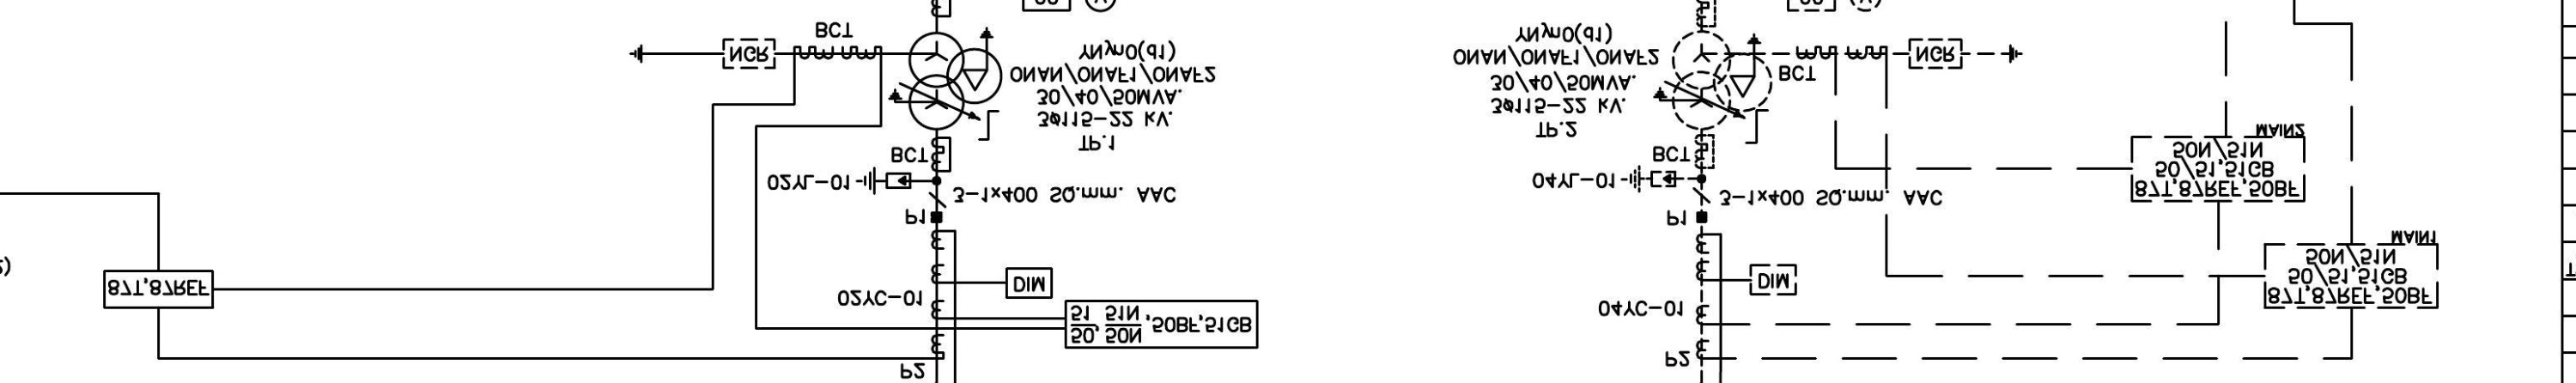 P2
87T,87REF
02YC-01
50, 50N
51 51N ,50BF,51GB
DIM
P1
3-1x400 SQ.mm. AAC
02YL-01
BCT
TP.1
3ø115-22 kV.
30/40/50MVA.
ONAN/ONAF1/ONAF2
YNyn0(d1)
NGR
BCT
P2
04YC-01
DIM
87T,87REF,50BF
50/51,51GB
50N/51N
MAIN1
P1
3-1x400 SQ.mm. AAC
04YL-01
BCT
87T,87REF,50BF
50/51,51GB
50N/51N
MAIN2
TP.2
3ø115-22 kV.
30/40/50MVA.
ONAN/ONAF1/ONAF2
YNyn0(d1)
BCT
NGR